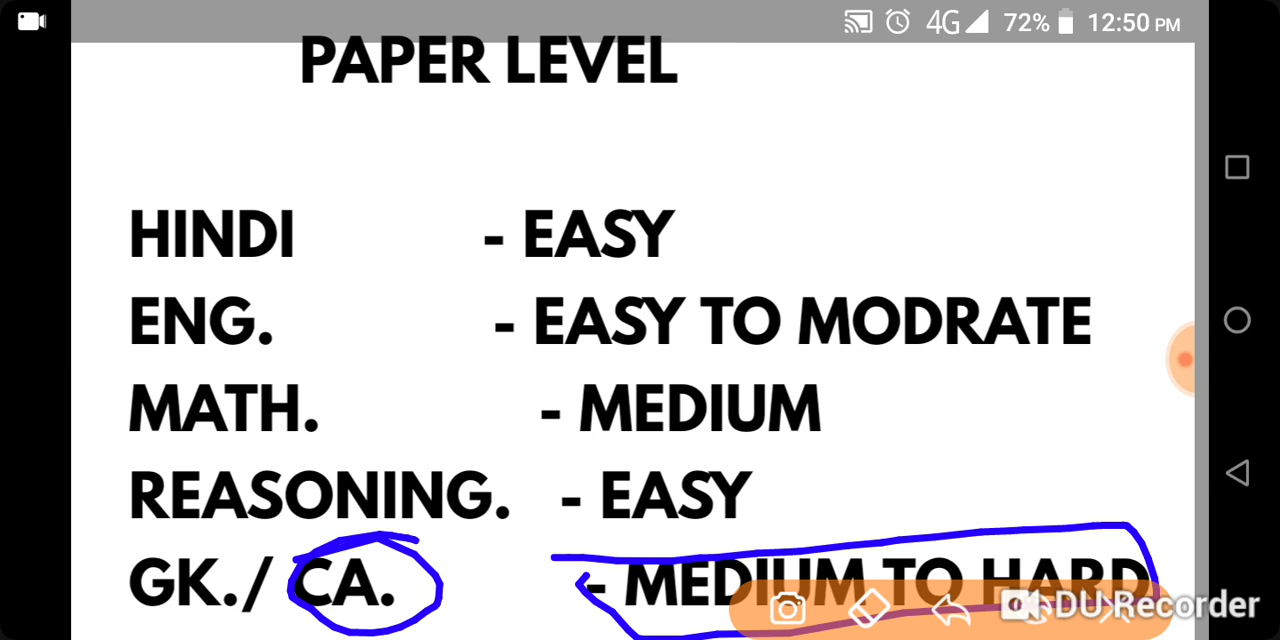 4G 72% 12:50 PM
PAPER LEVEL
HINDI - EASY
ENG. - EASY TO MODRATE
MATH. - MEDIUM
REASONING. - EASY
GK./ CA. - MEDIUM TO HARD
DU Recorder